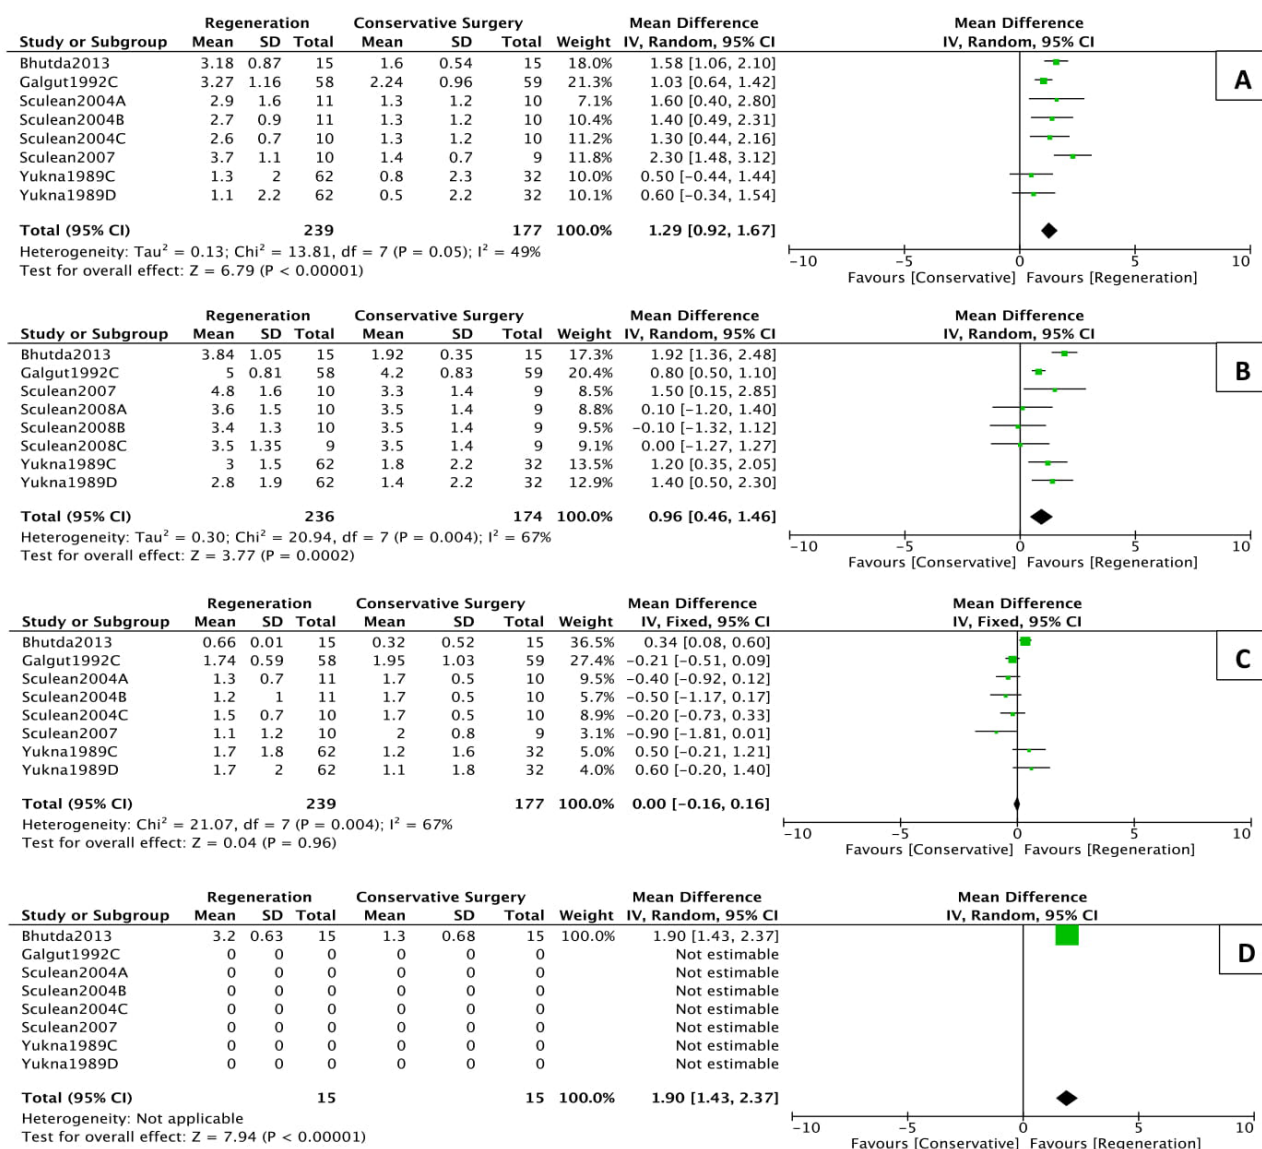 Regeneration Conservative Surgery Mean Difference Mean Difference
Study or Subgroup Mean SD Total Mean SD Total Weight IV, Random, 95% CI IV, Random, 95% CI
Bhutda2013 3.18 0.87 15 1.6 0.54 15 18.0% 1.58 [1.06, 2.10]
A
Galgut1992C 3.27 1.16 58 2.24 0.96 59 21.3% 1.03 [0.64, 1.42]
Sculean2004A 2.9 1.6 11 1.3 1.2 10 7.1% 1.60 [0.40, 2.80]
Sculean2004B 2.7 0.9 11 1.3 1.2 10 10.4% 1.40 [0.49, 2.31]
Sculean2004C 2.6 0.7 10 1.3 1.2 10 11.2% 1.30 [0.44, 2.16]
Sculean2007 3.7 1.1 10 1.4 0.7 9 11.8% 2.30 [1.48, 3.12]
Yukna1989C 1.3 2 62 0.8 2.3 32 10.0% 0.50 [−0.44, 1.44]
Yukna1989D 1.1 2.2 62 0.5 2.2 32 10.1% 0.60 [−0.34, 1.54]
Total (95% CI) 239 177 100.0% 1.29 [0.92, 1.67]
Heterogeneity: Tau² = 0.13; Chi² = 13.81, df = 7 (P = 0.05); I² = 49%
Test for overall effect: Z = 6.79 (P < 0.00001)
−10 −5 0 5 10
Favours [Conservative] Favours [Regeneration]
Regeneration Conservative Surgery Mean Difference Mean Difference
Study or Subgroup Mean SD Total Mean SD Total Weight IV, Random, 95% CI IV, Random, 95% CI
Bhutda2013 3.84 1.05 15 1.92 0.35 15 17.3% 1.92 [1.36, 2.48]
B
Galgut1992C 5 0.81 58 4.2 0.83 59 20.4% 0.80 [0.50, 1.10]
Sculean2007 4.8 1.6 10 3.3 1.4 9 8.5% 1.50 [0.15, 2.85]
Sculean2008A 3.6 1.5 10 3.5 1.4 9 8.8% 0.10 [−1.20, 1.40]
Sculean2008B 3.4 1.3 10 3.5 1.4 9 9.5% −0.10 [−1.32, 1.12]
Sculean2008C 3.5 1.35 9 3.5 1.4 9 9.1% 0.00 [−1.27, 1.27]
Yukna1989C 3 1.5 62 1.8 2.2 32 13.5% 1.20 [0.35, 2.05]
Yukna1989D 2.8 1.9 62 1.4 2.2 32 12.9% 1.40 [0.50, 2.30]
Total (95% CI) 236 174 100.0% 0.96 [0.46, 1.46]
Heterogeneity: Tau² = 0.30; Chi² = 20.94, df = 7 (P = 0.004); I² = 67%
Test for overall effect: Z = 3.77 (P = 0.0002)
−10 −5 0 5 10
Favours [Conservative] Favours [Regeneration]
Regeneration Conservative Surgery Mean Difference Mean Difference
Study or Subgroup Mean SD Total Mean SD Total Weight IV, Fixed, 95% CI IV, Fixed, 95% CI
Bhutda2013 0.66 0.01 15 0.32 0.52 15 36.5% 0.34 [0.08, 0.60]
C
Galgut1992C 1.74 0.59 58 1.95 1.03 59 27.4% −0.21 [−0.51, 0.09]
Sculean2004A 1.3 0.7 11 1.7 0.5 10 9.5% −0.40 [−0.92, 0.12]
Sculean2004B 1.2 1 11 1.7 0.5 10 5.7% −0.50 [−1.17, 0.17]
Sculean2004C 1.5 0.7 10 1.7 0.5 10 8.9% −0.20 [−0.73, 0.33]
Sculean2007 1.1 1.2 10 2 0.8 9 3.1% −0.90 [−1.81, 0.01]
Yukna1989C 1.7 1.8 62 1.2 1.6 32 5.0% 0.50 [−0.21, 1.21]
Yukna1989D 1.7 2 62 1.1 1.8 32 4.0% 0.60 [−0.20, 1.40]
Total (95% CI) 239 177 100.0% 0.00 [−0.16, 0.16]
Heterogeneity: Chi² = 21.07, df = 7 (P = 0.004); I² = 67%
Test for overall effect: Z = 0.04 (P = 0.96)
−10 −5 0 5 10
Favours [Conservative] Favours [Regeneration]
Regeneration Conservative Surgery Mean Difference Mean Difference
Study or Subgroup Mean SD Total Mean SD Total Weight IV, Random, 95% CI IV, Random, 95% CI
Bhutda2013 3.2 0.63 15 1.3 0.68 15 100.0% 1.90 [1.43, 2.37]
Galgut1992C 0 0 0 0 0 0 Not estimable
D
Sculean2004A 0 0 0 0 0 0 Not estimable
Sculean2004B 0 0 0 0 0 0 Not estimable
Sculean2004C 0 0 0 0 0 0 Not estimable
Sculean2007 0 0 0 0 0 0 Not estimable
Yukna1989C 0 0 0 0 0 0 Not estimable
Yukna1989D 0 0 0 0 0 0 Not estimable
Total (95% CI) 15 15 100.0% 1.90 [1.43, 2.37]
Heterogeneity: Not applicable
Test for overall effect: Z = 7.94 (P < 0.00001)
−10 −5 0 5 10
Favours [Conservative] Favours [Regeneration]